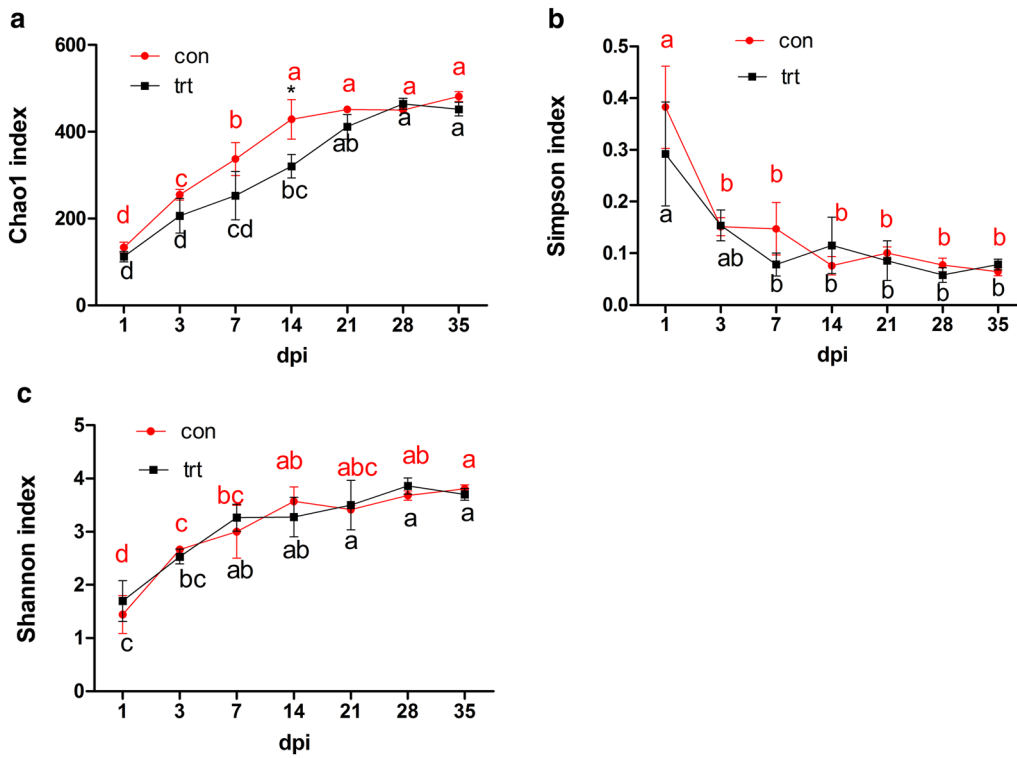 a
600
400
200
0
Chao1 index
con
trt
d
c
b
a
*
a
a
a
d
d
cd
bc
ab
a
a
1 3 7 14 21 28 35
dpi
b
0.5
0.4
0.3
0.2
0.1
0.0
Simpson index
con
trt
a
b
b
b
b
b
b
a
ab
b
b
b
b
b
1 3 7 14 21 28 35
dpi
c
5
4
3
2
1
0
Shannon index
con
trt
d
c
bc
ab
abc
ab
a
c
bc
ab
ab
a
a
a
1 3 7 14 21 28 35
dpi